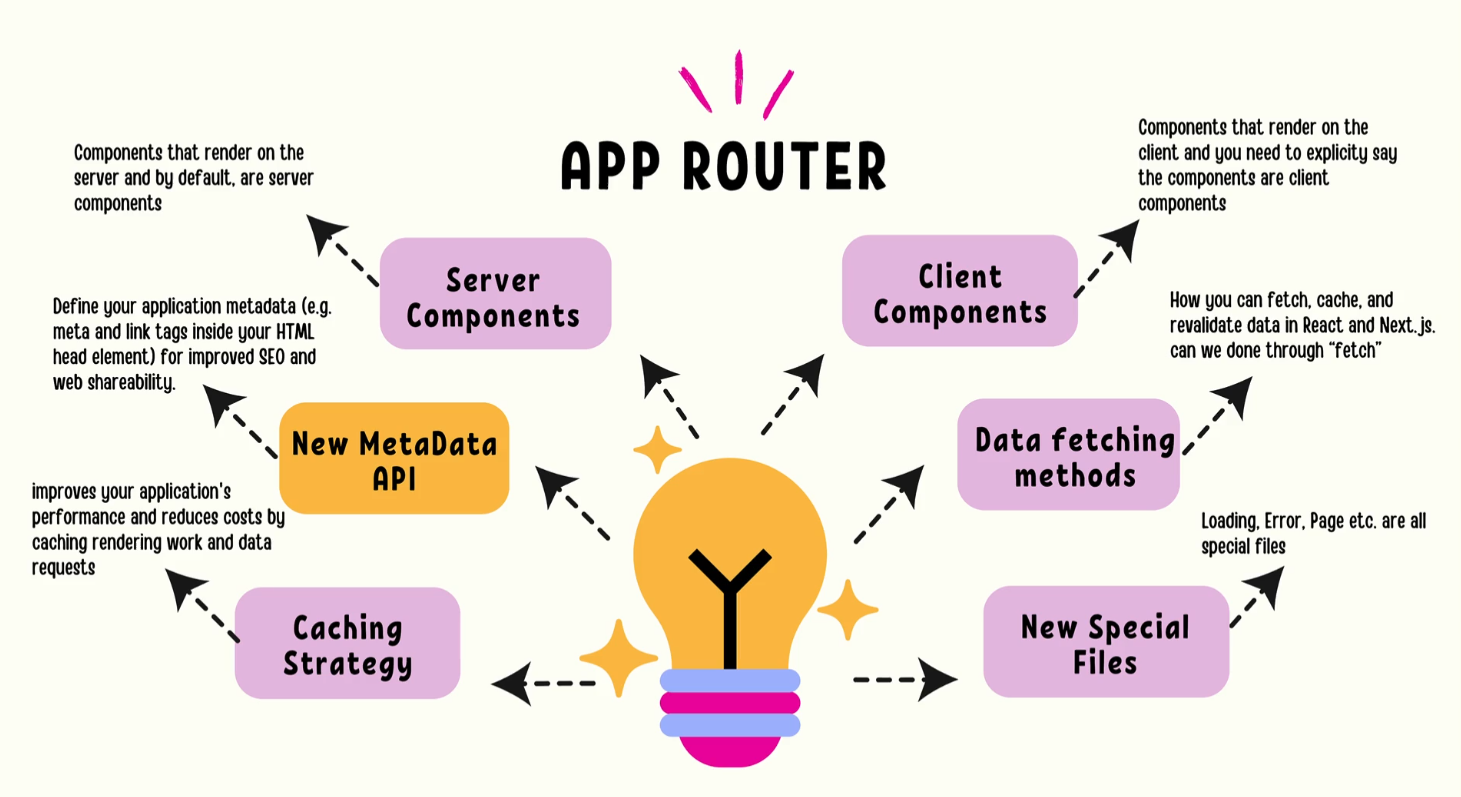 APP ROUTER
Components that render on the
server and by default, are server
components
Server
Components
Define your application metadata (e.g.
meta and link tags inside your HTML
head element) for improved SEO and
web shareability.
New MetaData
API
improves your application's
performance and reduces costs by
caching rendering work and data
requests
Caching
Strategy
Components that render on the
client and you need to explicity say
the components are client
components
Client
Components
How you can fetch, cache, and
revalidate data in React and Next.js.
can we done through “fetch”
Data fetching
methods
Loading, Error, Page etc. are all
special files
New Special
Files